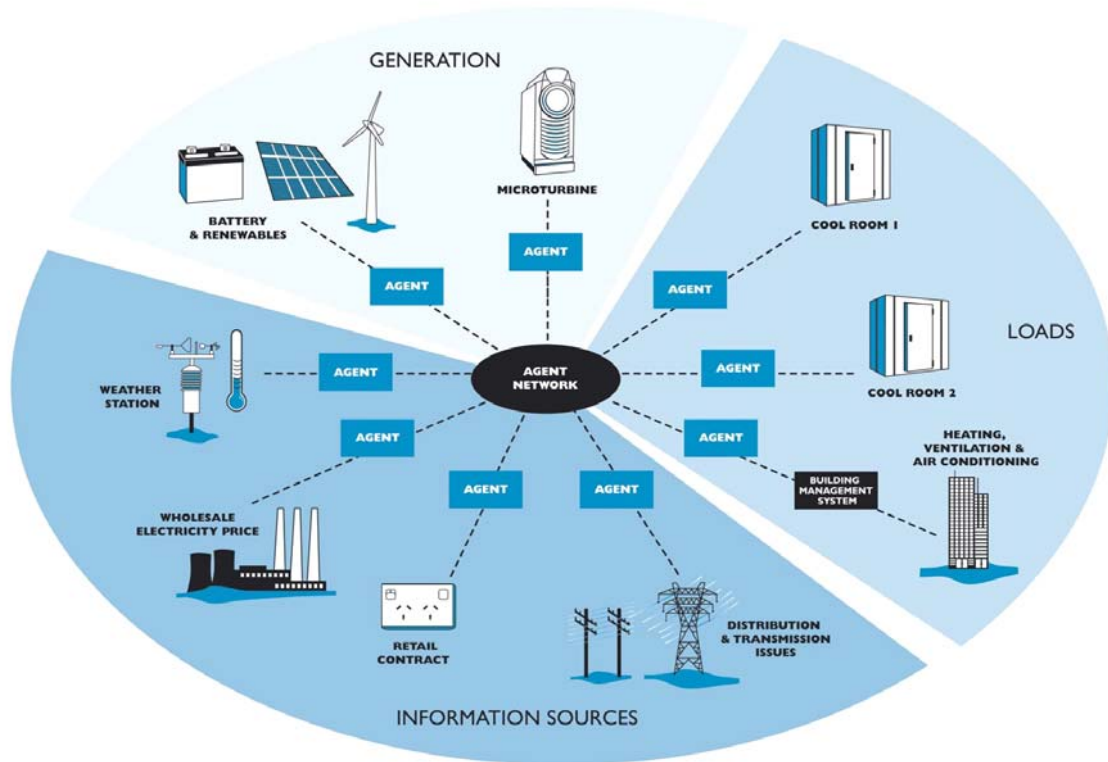 GENERATION
BATTERY
& RENEWABLES
MICROTURBINE
AGENT
AGENT
COOL ROOM 1
AGENT
LOADS
COOL ROOM 2
AGENT
HEATING,
VENTILATION &
AIR CONDITIONING
AGENT
BUILDING
MANAGEMENT
SYSTEM
AGENT
NETWORK
WEATHER
STATION
AGENT
AGENT
WHOLESALE
ELECTRICITY PRICE
AGENT
RETAIL
CONTRACT
AGENT
DISTRIBUTION
& TRANSMISSION
ISSUES
INFORMATION SOURCES